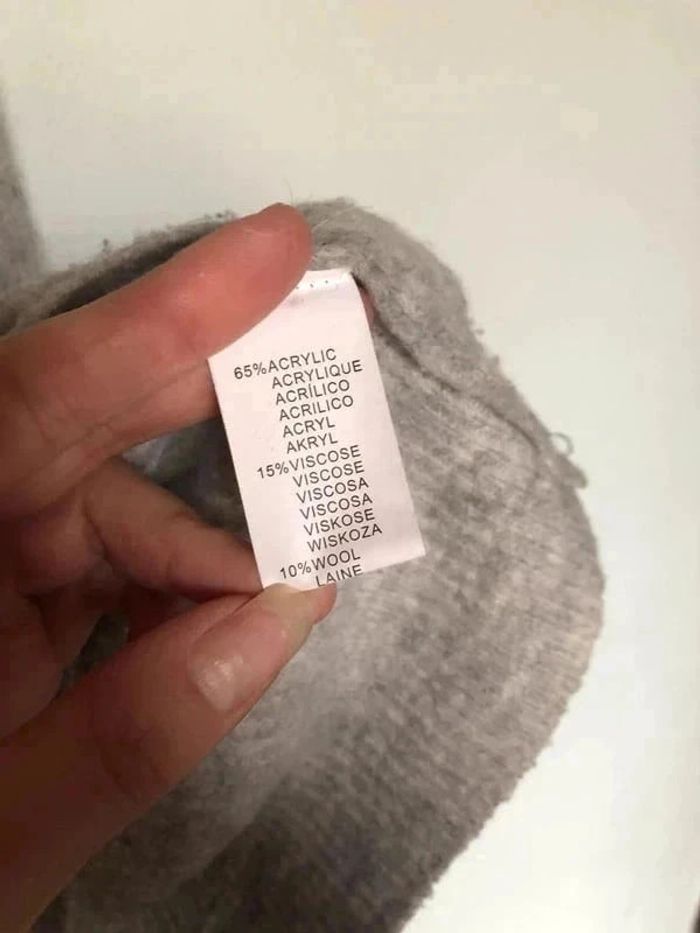 65%ACRYLIC
ACRYLIQUE
ACRÍLICO
ACRILICO
ACRYL
AKRYL
15%VISCOSE
VISCOSE
VISCOSA
VISCOSA
VISKOSE
WISKOZA
10%WOOL
LAINE